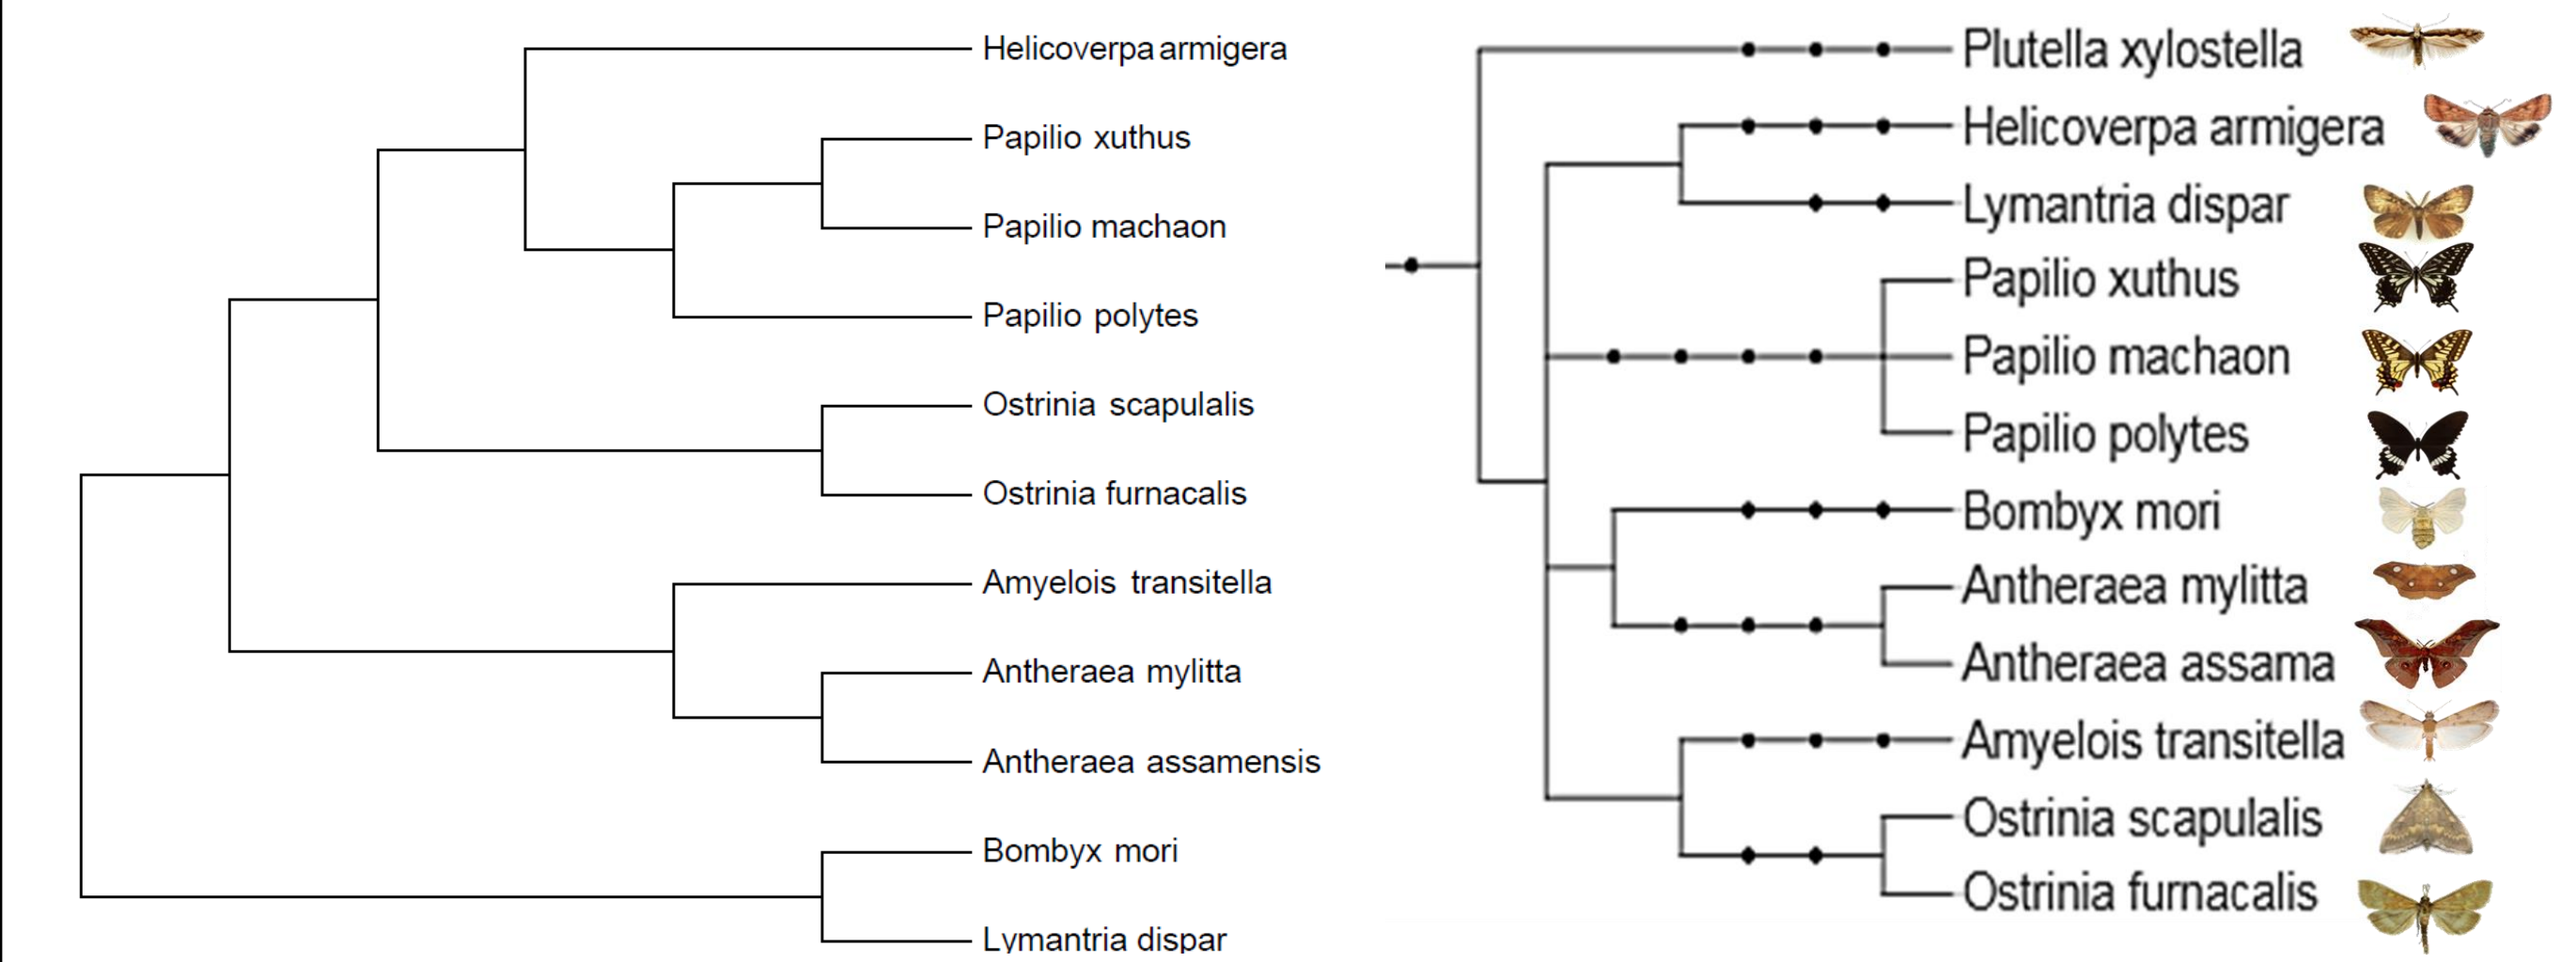 Helicoverpa armigera
Papilio xuthus
Papilio machaon
Papilio polytes
Ostrinia scapulalis
Ostrinia furnacalis
Amyelois transitella
Antheraea mylitta
Antheraea assamensis
Bombyx mori
Lymantria dispar
Plutella xylostella
Helicoverpa armigera
Lymantria dispar
Papilio xuthus
Papilio machaon
Papilio polytes
Bombyx mori
Antheraea mylitta
Antheraea assama
Amyelois transitella
Ostrinia scapulalis
Ostrinia furnacalis